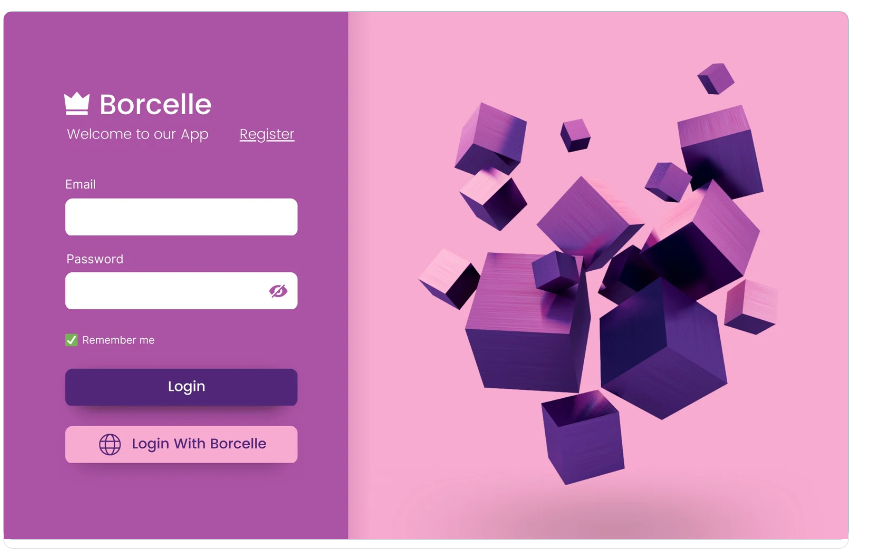 Borcelle
Welcome to our App Register
Email
Password
Remember me
Login
Login With Borcelle